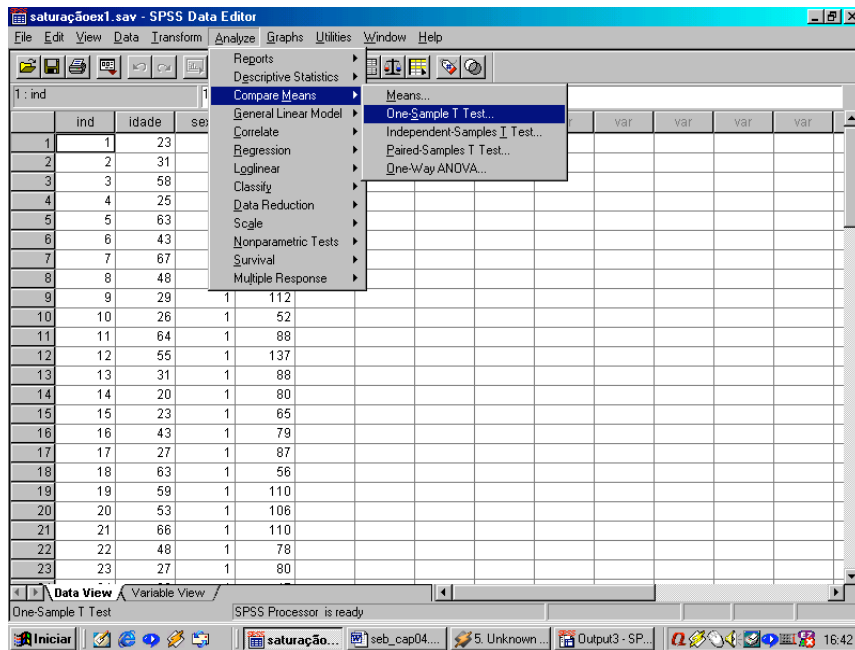 saturaçãoex1.sav - SPSS Data Editor
File Edit View Data Transform Analyze Graphs Utilities Window Help
1 : ind 1
Reports
Descriptive Statistics
Compare Means
General Linear Model
Correlate
Regression
Loglinear
Classify
Data Reduction
Scale
Nonparametric Tests
Survival
Multiple Response
Means...
One-Sample T Test...
Independent-Samples T Test...
Paired-Samples T Test...
One-Way ANOVA...
ind idade var var var var
1 1 23
2 2 31
3 3 58
4 4 25
5 5 63
6 6 43
7 7 67
8 8 48
9 9 29 1 112
10 10 26 1 52
11 11 64 1 88
12 12 55 1 137
13 13 31 1 88
14 14 20 1 80
15 15 23 1 65
16 16 43 1 79
17 17 27 1 87
18 18 63 1 56
19 19 59 1 110
20 20 53 1 106
21 21 66 1 110
22 22 48 1 78
23 23 27 1 80
Data View Variable View
One-Sample T Test SPSS Processor is ready
Iniciar saturação... seb_cap04.... 5. Unknown ... Output3 - SP... 16:42